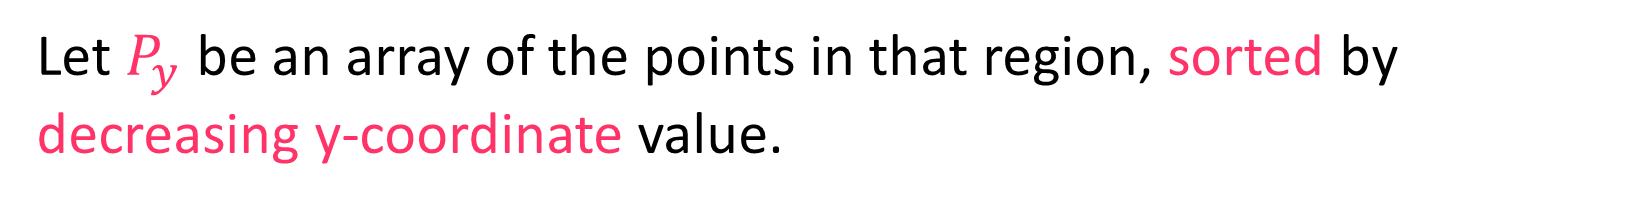 Let P_y be an array of the points in that region, sorted by
decreasing y-coordinate value.